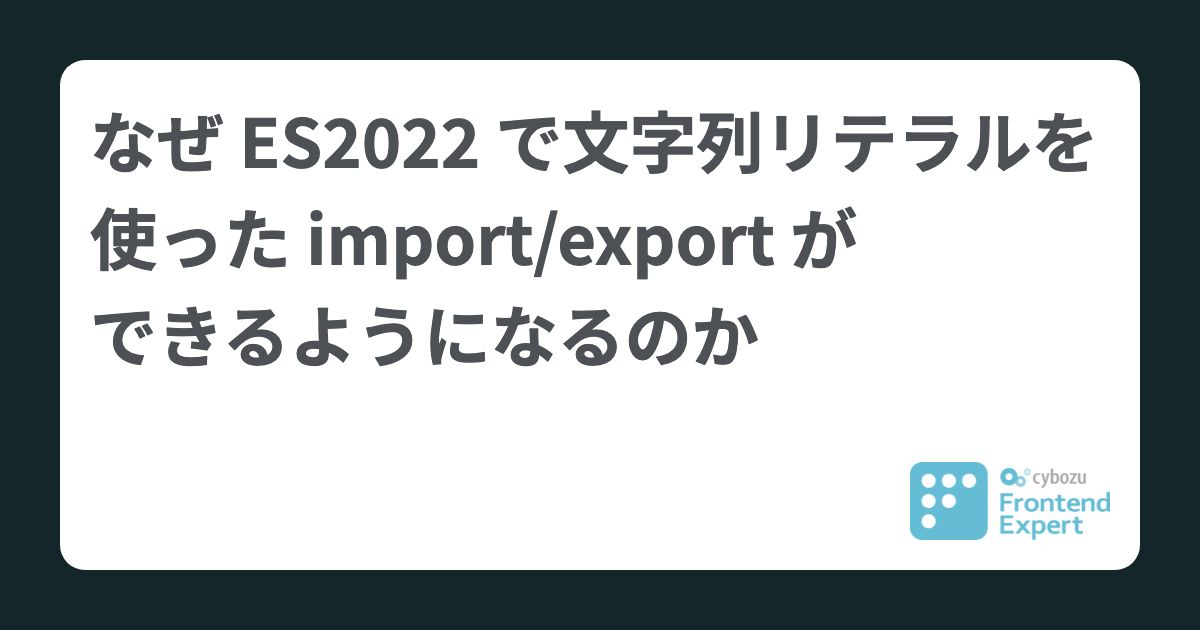 なぜ ES2022 で文字列リテラルを
使った import/export が
できるようになるのか
cybozu
Frontend
Expert